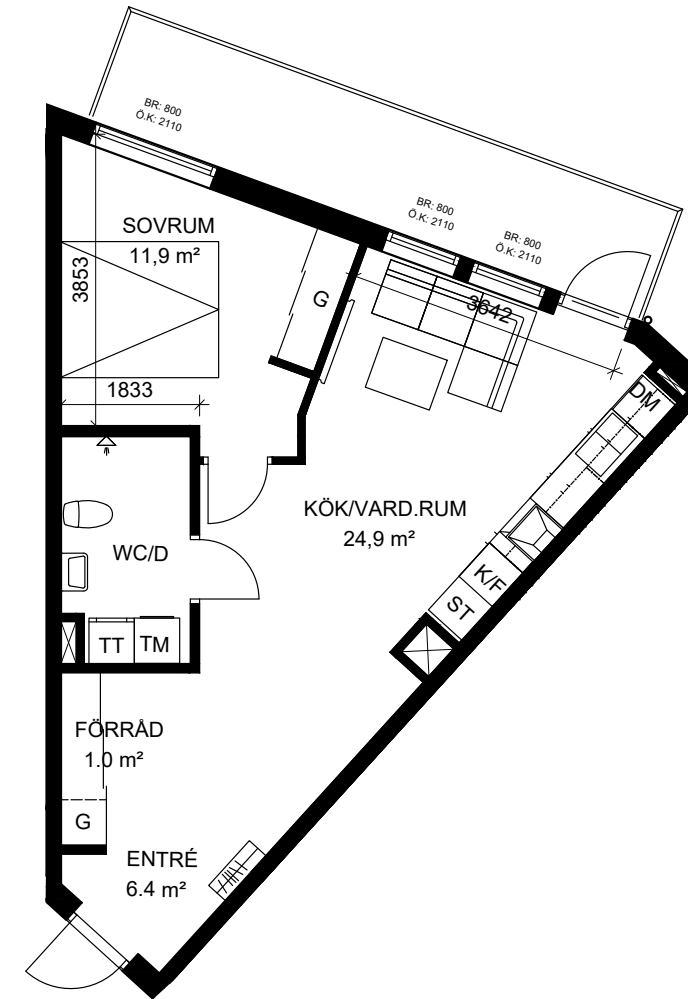 BR: 800
Ö.K: 2110
BR: 800
Ö.K: 2110
BR: 800
Ö.K: 2110
SOVRUM
11,9 m²
3853
G
3642
1833
DM
KÖK/VARD.RUM
24,9 m²
WC/D
K/F
ST
TT
TM
FÖRRÅD
1.0 m²
G
ENTRÉ
6.4 m²